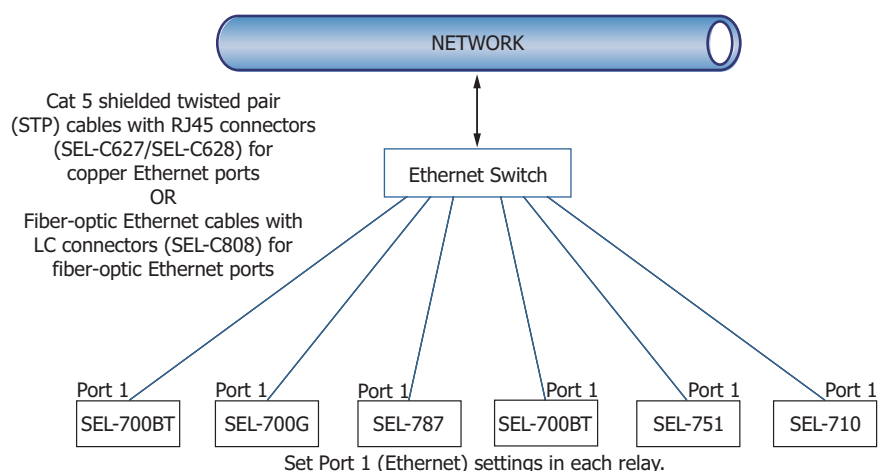 NETWORK
Cat 5 shielded twisted pair
(STP) cables with RJ45 connectors
(SEL-C627/SEL-C628) for
copper Ethernet ports
OR
Fiber-optic Ethernet cables with
LC connectors (SEL-C808) for
fiber-optic Ethernet ports
Ethernet Switch
Port 1 Port 1 Port 1 Port 1 Port 1 Port 1
SEL-700BT SEL-700G SEL-787 SEL-700BT SEL-751 SEL-710
Set Port 1 (Ethernet) settings in each relay.